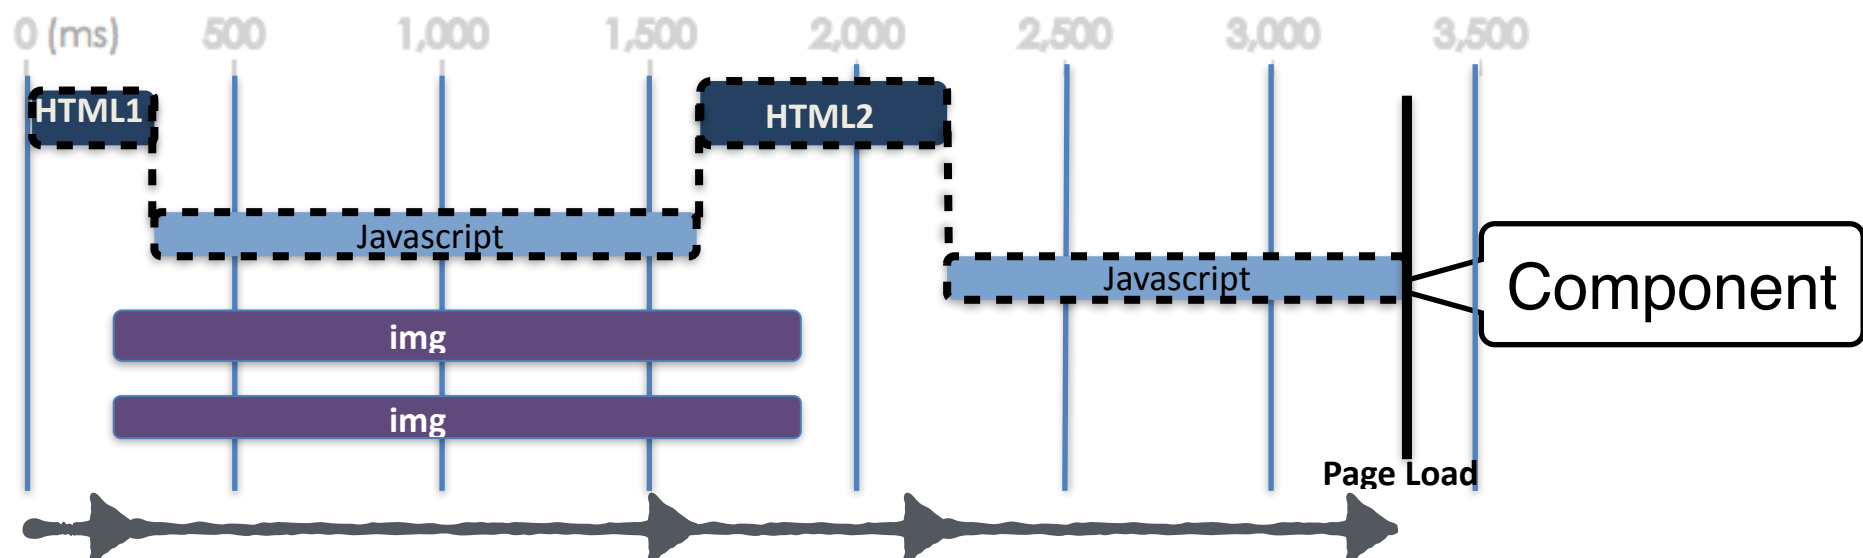 0 (ms) 500 1,000 1,500 2,000 2,500 3,000 3,500
HTML1
HTML2
Javascript
Javascript
Component
img
img
Page Load